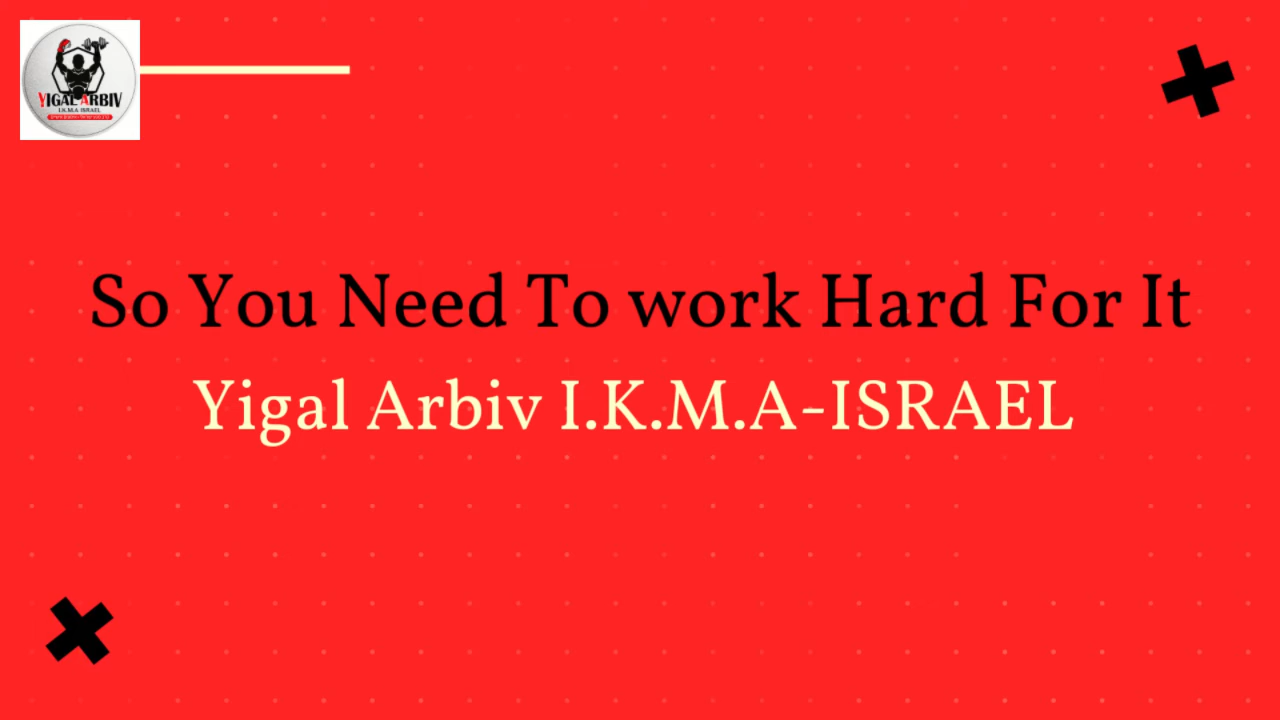 YIGAL ARBIV
I.K.M.A ISRAEL
So You Need To work Hard For It
Yigal Arbiv I.K.M.A-ISRAEL